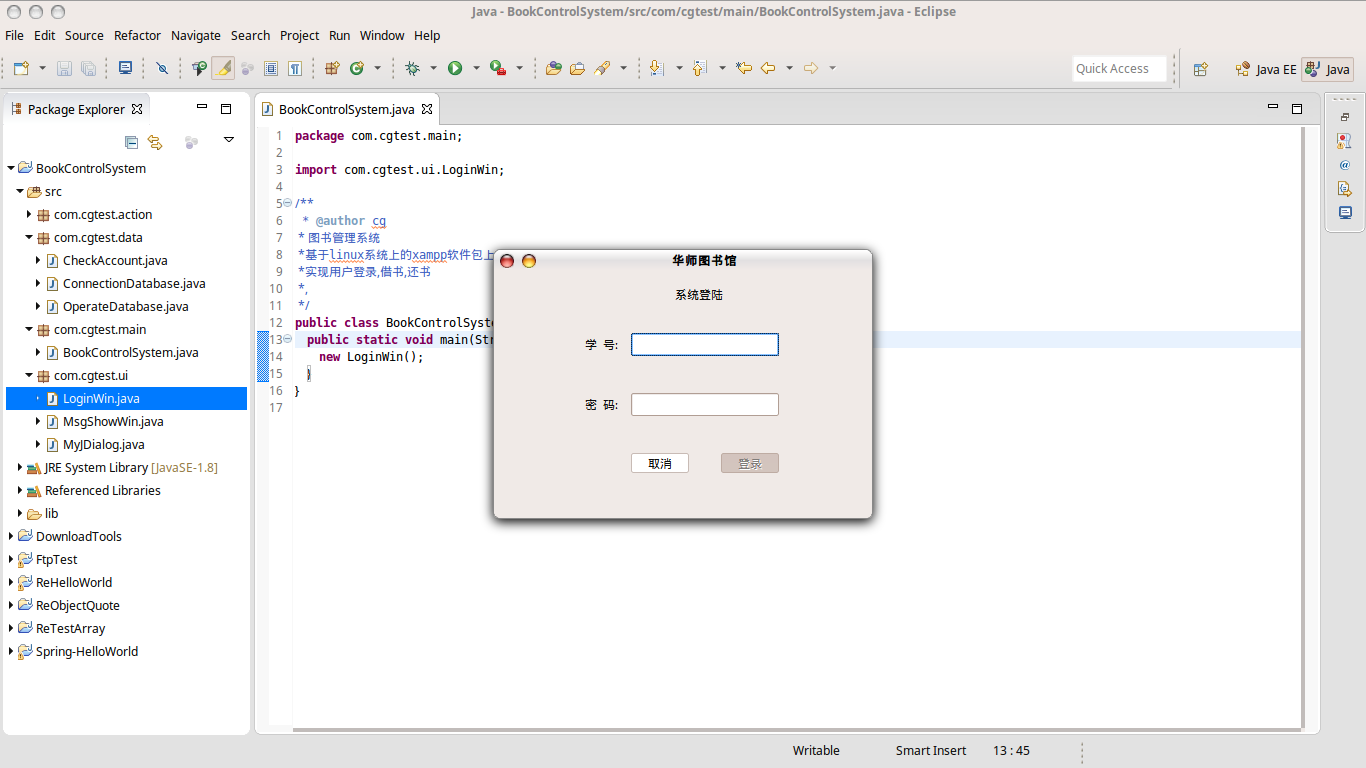 Java - BookControlSystem/src/com/cgtest/main/BookControlSystem.java - Eclipse
File Edit Source Refactor Navigate Search Project Run Window Help
Quick Access
Java EE
Java
Package Explorer
BookControlSystem
src
com.cgtest.action
com.cgtest.data
CheckAccount.java
ConnectionDatabase.java
OperateDatabase.java
com.cgtest.main
BookControlSystem.java
com.cgtest.ui
LoginWin.java
MsgShowWin.java
MyJDialog.java
JRE System Library [JavaSE-1.8]
Referenced Libraries
lib
DownloadTools
FtpTest
ReHelloWorld
ReObjectQuote
ReTestArray
Spring-HelloWorld
BookControlSystem.java
1 package com.cgtest.main;
2
3 import com.cgtest.ui.LoginWin;
4
5 /**
6 * @author cg
7 * 图书管理系统
8 *基于linux系统上的xampp软件包上
9 *实现用户登录,借书,还书
10 *,
11 */
12 public class BookControlSyste
13 public static void main(Str
14 new LoginWin();
15 }
16 }
17
华师图书馆
系统登陆
学 号:
密 码:
取消
登录
Writable
Smart Insert
13 : 45